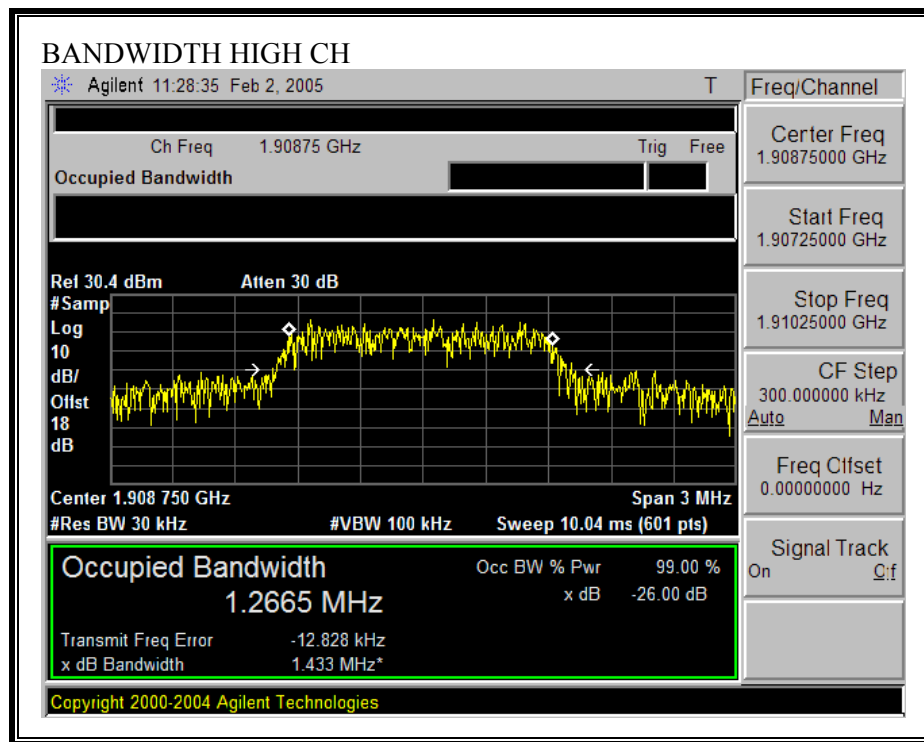 BANDWIDTH HIGH CH
Agilent 11:28:35 Feb 2, 2005 T
Freq/Channel
Ch Freq 1.90875 GHz Trig Free
Occupied Bandwidth
Center Freq
1.90875000 GHz
Start Freq
1.90725000 GHz
Stop Freq
1.91025000 GHz
CF Step
300.000000 kHz
Auto Man
Freq Offset
0.00000000 Hz
Signal Track
On Off
Ref 30.4 dBm Atten 30 dB
#Samp
Log
10
dB/
Offst
18
dB
Center 1.908 750 GHz Span 3 MHz
#Res BW 30 kHz #VBW 100 kHz Sweep 10.04 ms (601 pts)
Occupied Bandwidth
1.2665 MHz
Occ BW % Pwr 99.00 %
x dB -26.00 dB
Transmit Freq Error -12.828 kHz
x dB Bandwidth 1.433 MHz*
Copyright 2000-2004 Agilent Technologies